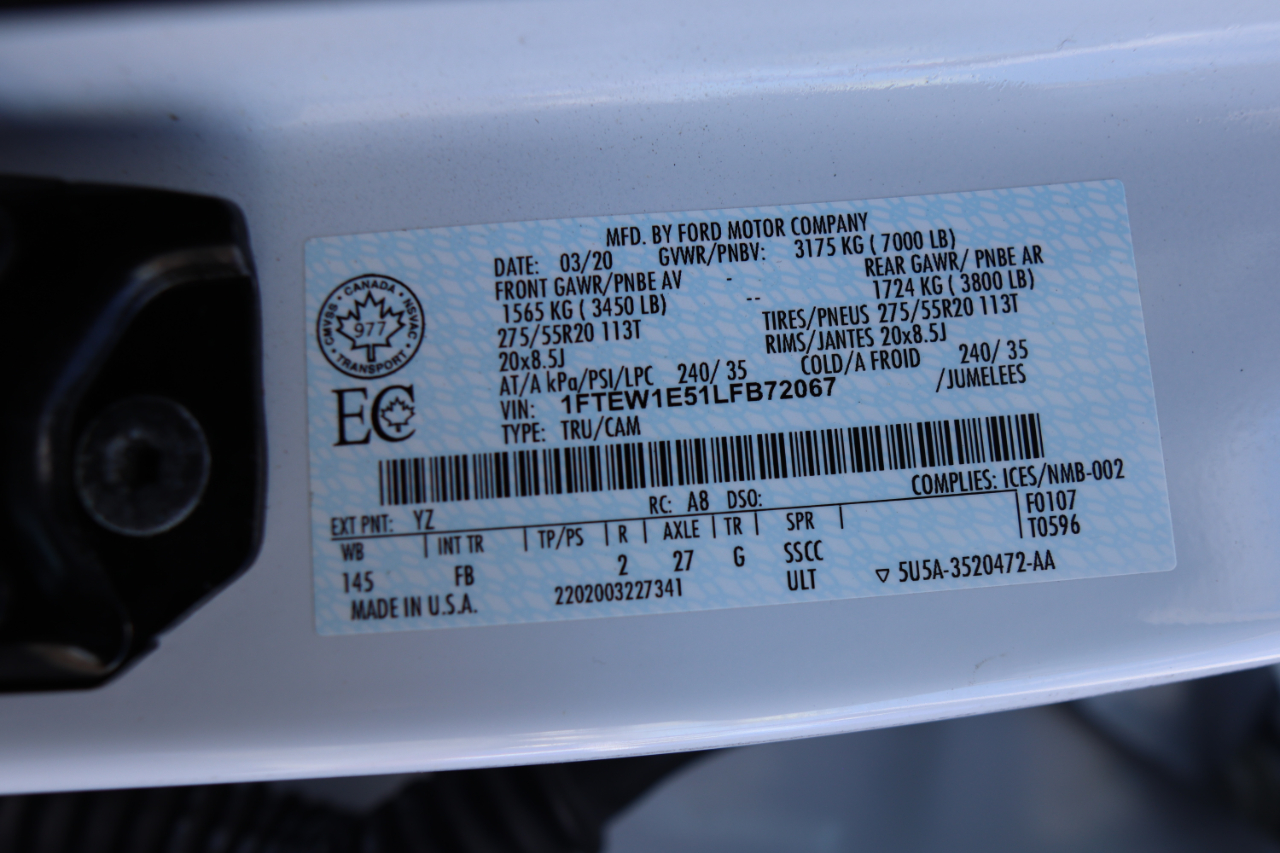 MFD. BY FORD MOTOR COMPANY
DATE: 03/20 GVWR/PNBV: 3175 KG ( 7000 LB)
FRONT GAWR/PNBE AV - REAR GAWR/ PNBE AR
1565 KG ( 3450 LB) -- 1724 KG ( 3800 LB)
275/55R20 113T TIRES/PNEUS 275/55R20 113T
20x8.5J RIMS/JANTES 20x8.5J
AT/A kPa/PSI/LPC 240/ 35 COLD/A FROID 240/ 35
VIN: 1FTEW1E51LFB72067 /JUMELEES
TYPE: TRU/CAM
CANADA
CMVSS NSVAC
977
TRANSPORT
EC
COMPLIES: ICES/NMB-002
EXT PNT: YZ RC: A8 DSO: F0107
WB INT TR TP/PS R AXLE TR SPR T0596
145 FB 2 27 G SSCC
MADE IN U.S.A. 2202003227341 ULT ▽ 5U5A-3520472-AA